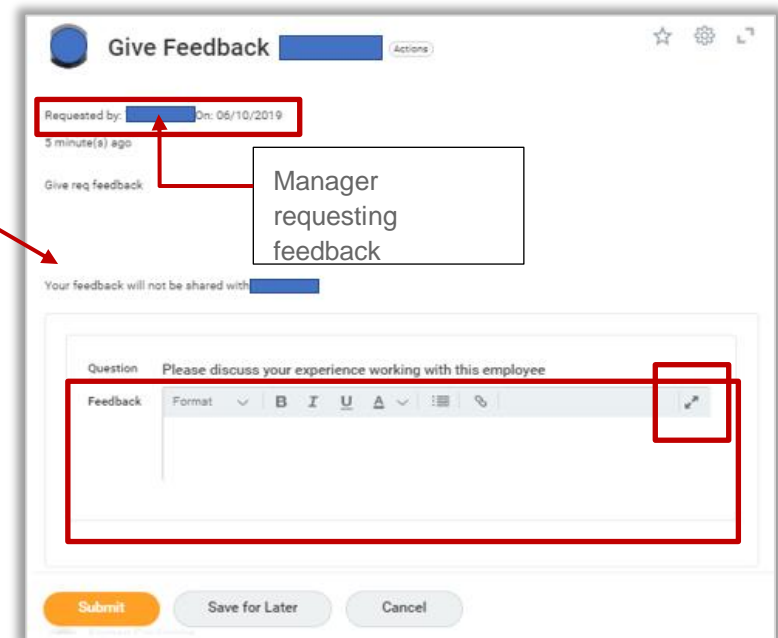 Give Feedback Actions
Requested by: On: 06/10/2019
5 minute(s) ago
Manager
requesting
feedback
Give req feedback
Your feedback will not be shared with
Question Please discuss your experience working with this employee
Feedback Format B I U A
Submit Save for Later Cancel